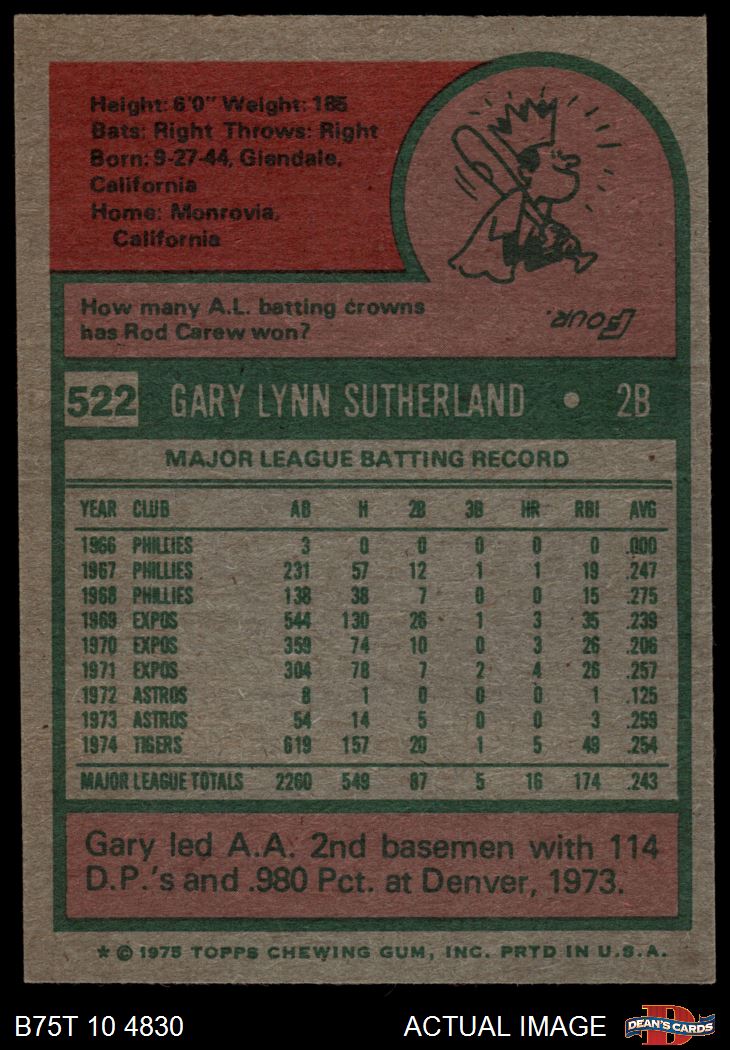 Height: 6'0" Weight: 185
Bats: Right Throws: Right
Born: 9-27-44, Glendale,
California
Home: Monrovia,
California
How many A.L. batting crowns
has Rod Carew won?
Four.
522 GARY LYNN SUTHERLAND • 2B
MAJOR LEAGUE BATTING RECORD
YEAR CLUB AB H 2B 3B HR RBI AVG
1966 PHILLIES 3 0 0 0 0 0 .000
1967 PHILLIES 231 57 12 1 1 19 .247
1968 PHILLIES 138 38 7 0 0 15 .275
1969 EXPOS 544 130 26 1 3 35 .239
1970 EXPOS 359 74 10 0 3 26 .206
1971 EXPOS 304 78 7 2 4 26 .257
1972 ASTROS 8 1 0 0 0 1 .125
1973 ASTROS 54 14 5 0 0 3 .259
1974 TIGERS 619 157 20 1 5 49 .254
MAJOR LEAGUE TOTALS 2260 549 87 5 16 174 .243
Gary led A.A. 2nd basemen with 114
D.P.'s and .980 Pct. at Denver, 1973.
* © 1975 TOPPS CHEWING GUM, INC. PRTD IN U.S.A.
B75T 10 4830 ACTUAL IMAGE
D
DEAN'S CARDS